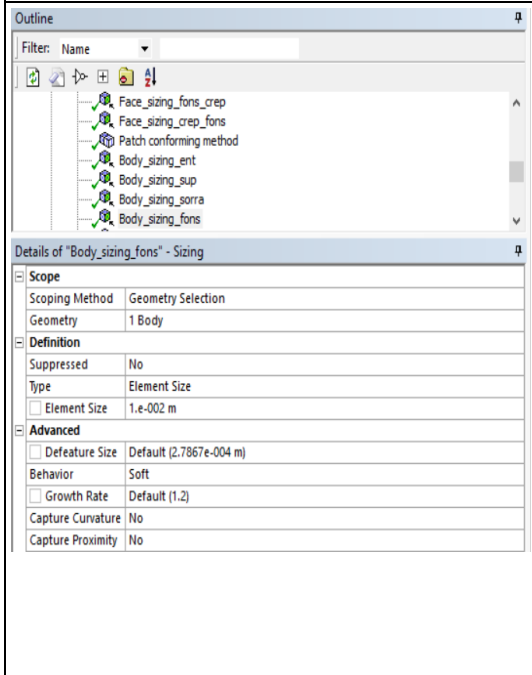 Outline
Filter: Name
Face_sizing_fons_crep
Face_sizing_crep_fons
Patch conforming method
Body_sizing_ent
Body_sizing_sup
Body_sizing_sorra
Body_sizing_fons
Details of "Body_sizing_fons" - Sizing
Scope
Scoping Method Geometry Selection
Geometry 1 Body
Definition
Suppressed No
Type Element Size
Element Size 1.e-002 m
Advanced
Defeature Size Default (2.7867e-004 m)
Behavior Soft
Growth Rate Default (1.2)
Capture Curvature No
Capture Proximity No